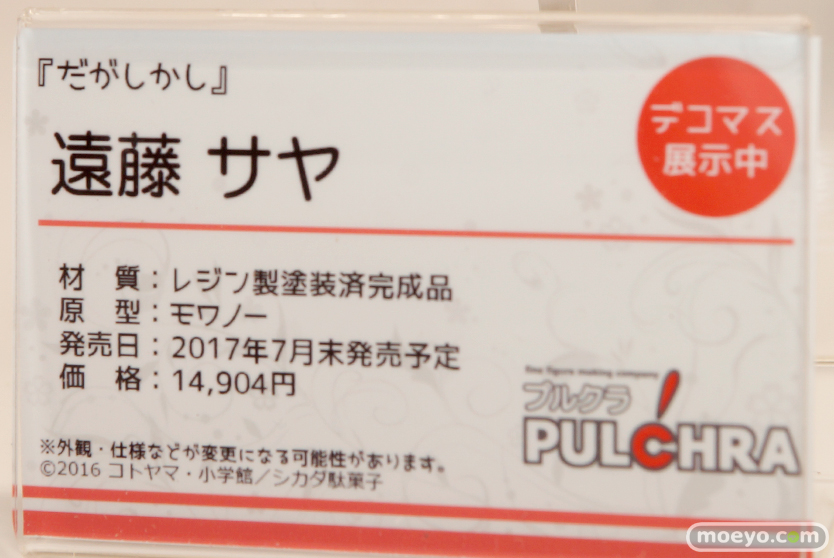 『だがしかし』
遠藤 サヤ
デコマス
展示中
材 質：レジン製塗装済完成品
原 型：モワノー
発売日：2017年7月末発売予定
価 格：14,904円
fine figure making company
プルクラ
PULCHRA
※外観・仕様などが変更になる可能性があります。
©2016 コトヤマ・小学館／シカダ駄菓子
moeyo.com